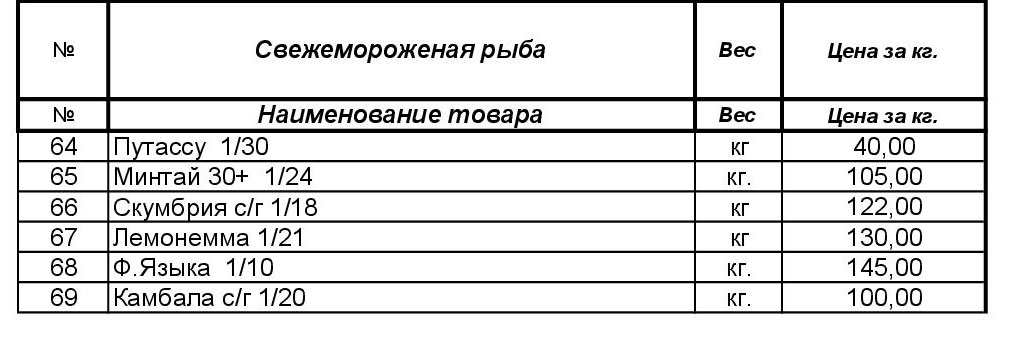 № Свежемороженая рыба Вес Цена за кг.
№ Наименование товара Вес Цена за кг.
64 Путассу 1/30 кг 40,00
65 Минтай 30+ 1/24 кг. 105,00
66 Скумбрия с/г 1/18 кг 122,00
67 Лемонемма 1/21 кг 130,00
68 Ф.Языка 1/10 кг. 145,00
69 Камбала с/г 1/20 кг. 100,00